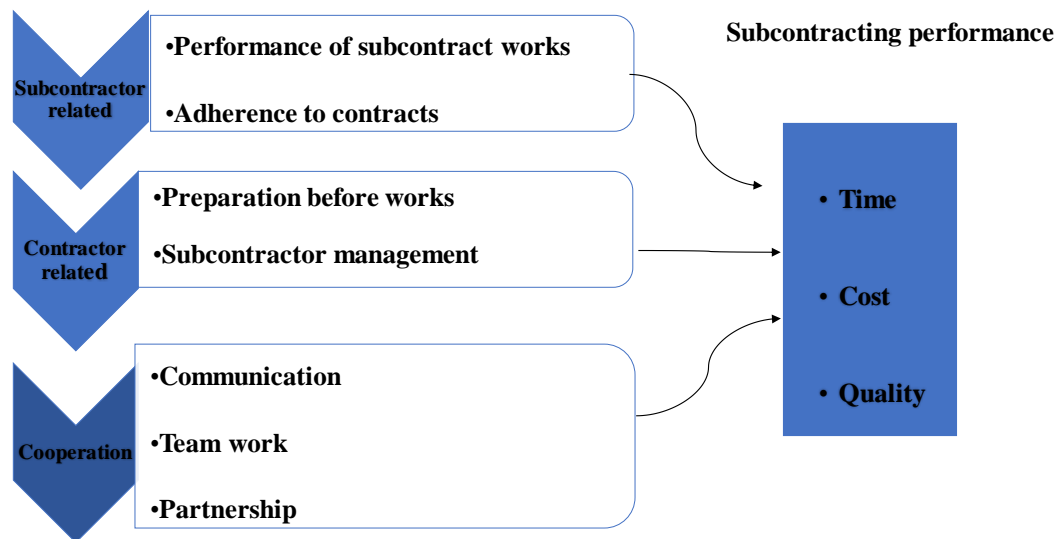 Subcontracting performance
Subcontractor
related
•Performance of subcontract works
•Adherence to contracts
Contractor
related
•Preparation before works
•Subcontractor management
Cooperation
•Communication
•Team work
•Partnership
• Time
• Cost
• Quality